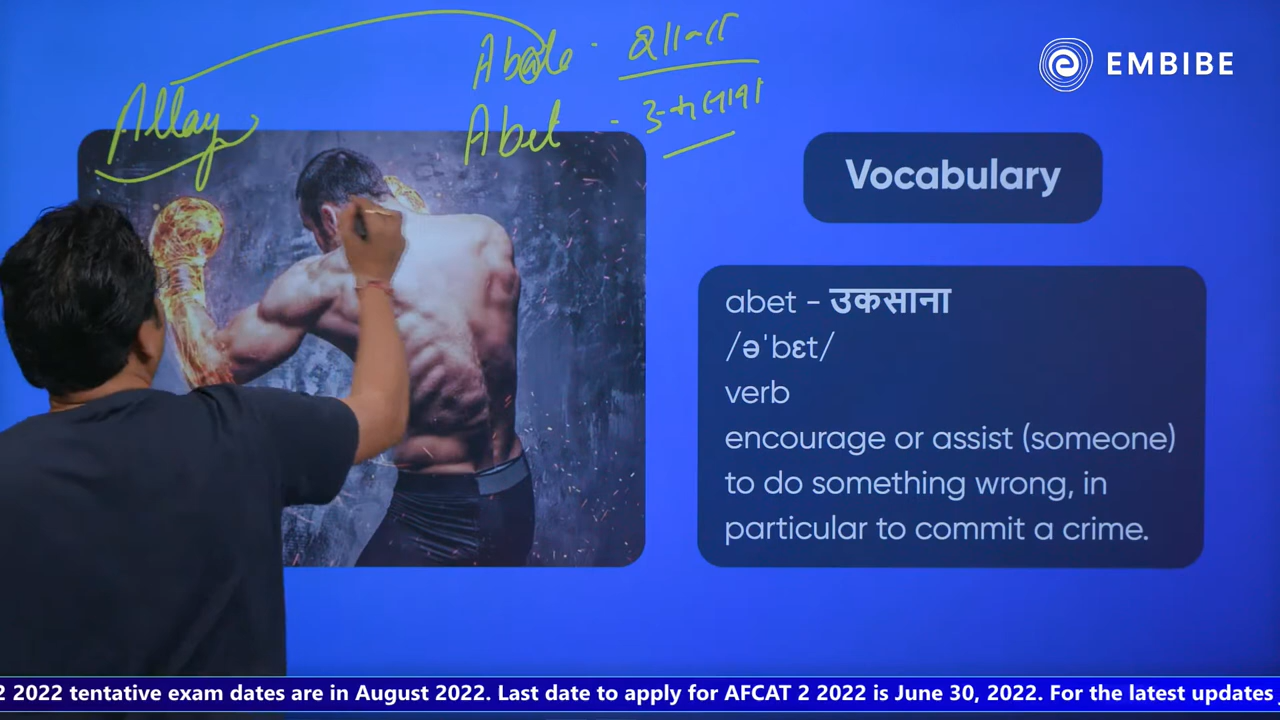 Abate - शान्त
Allay
Abet - उकसाना
EMBIBE
Vocabulary
abet - उकसाना
/əˈbɛt/
verb
encourage or assist (someone)
to do something wrong, in
particular to commit a crime.
2 2022 tentative exam dates are in August 2022. Last date to apply for AFCAT 2 2022 is June 30, 2022. For the latest updates